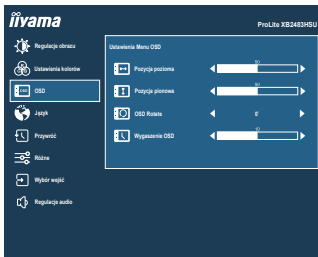 iiyama
ProLite XB2483HSU
Regulacje obrazu
Ustawienia kolorów
OSD
Język
Przywróć
Różne
Wybór wejść
Regulacje audio
Ustawienia Menu OSD
Pozycja pozioma
50
Pozycja pionowa
50
OSD Rotate
0°
Wygaszenie OSD
10